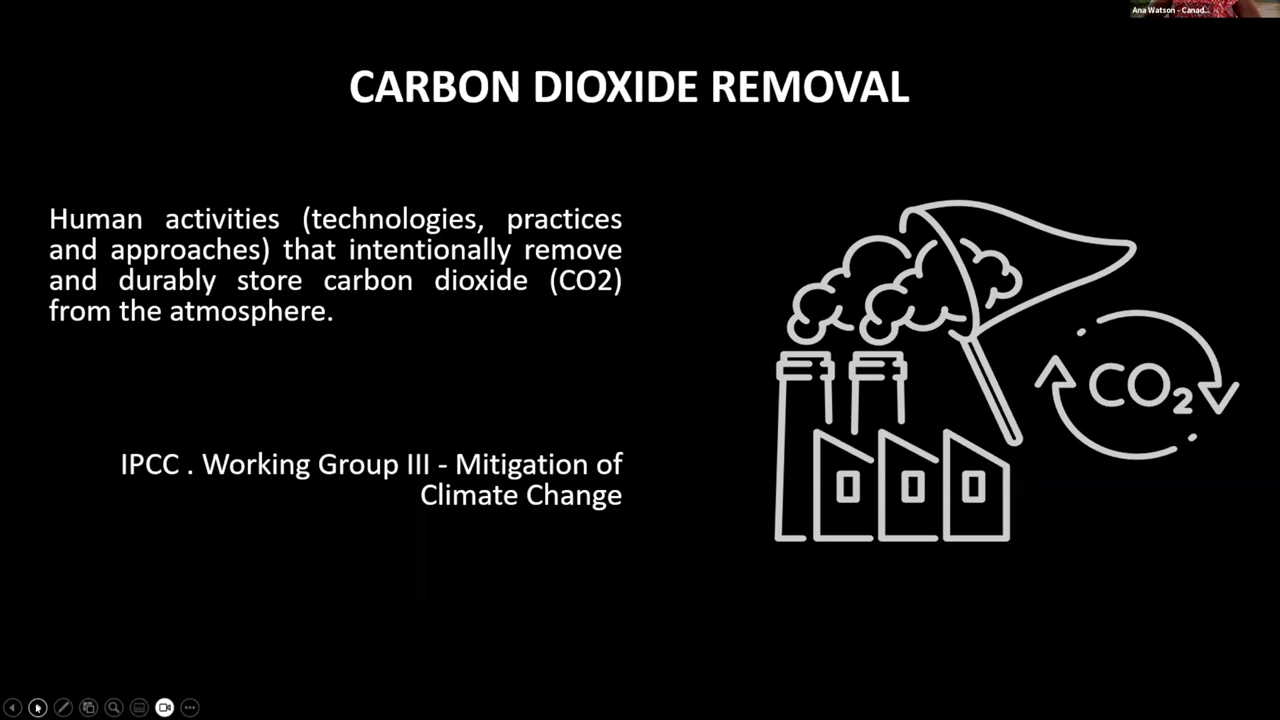 Ana Watson - Canad...
CARBON DIOXIDE REMOVAL
Human activities (technologies, practices
and approaches) that intentionally remove
and durably store carbon dioxide (CO2)
from the atmosphere.
IPCC . Working Group III - Mitigation of
Climate Change
CO₂